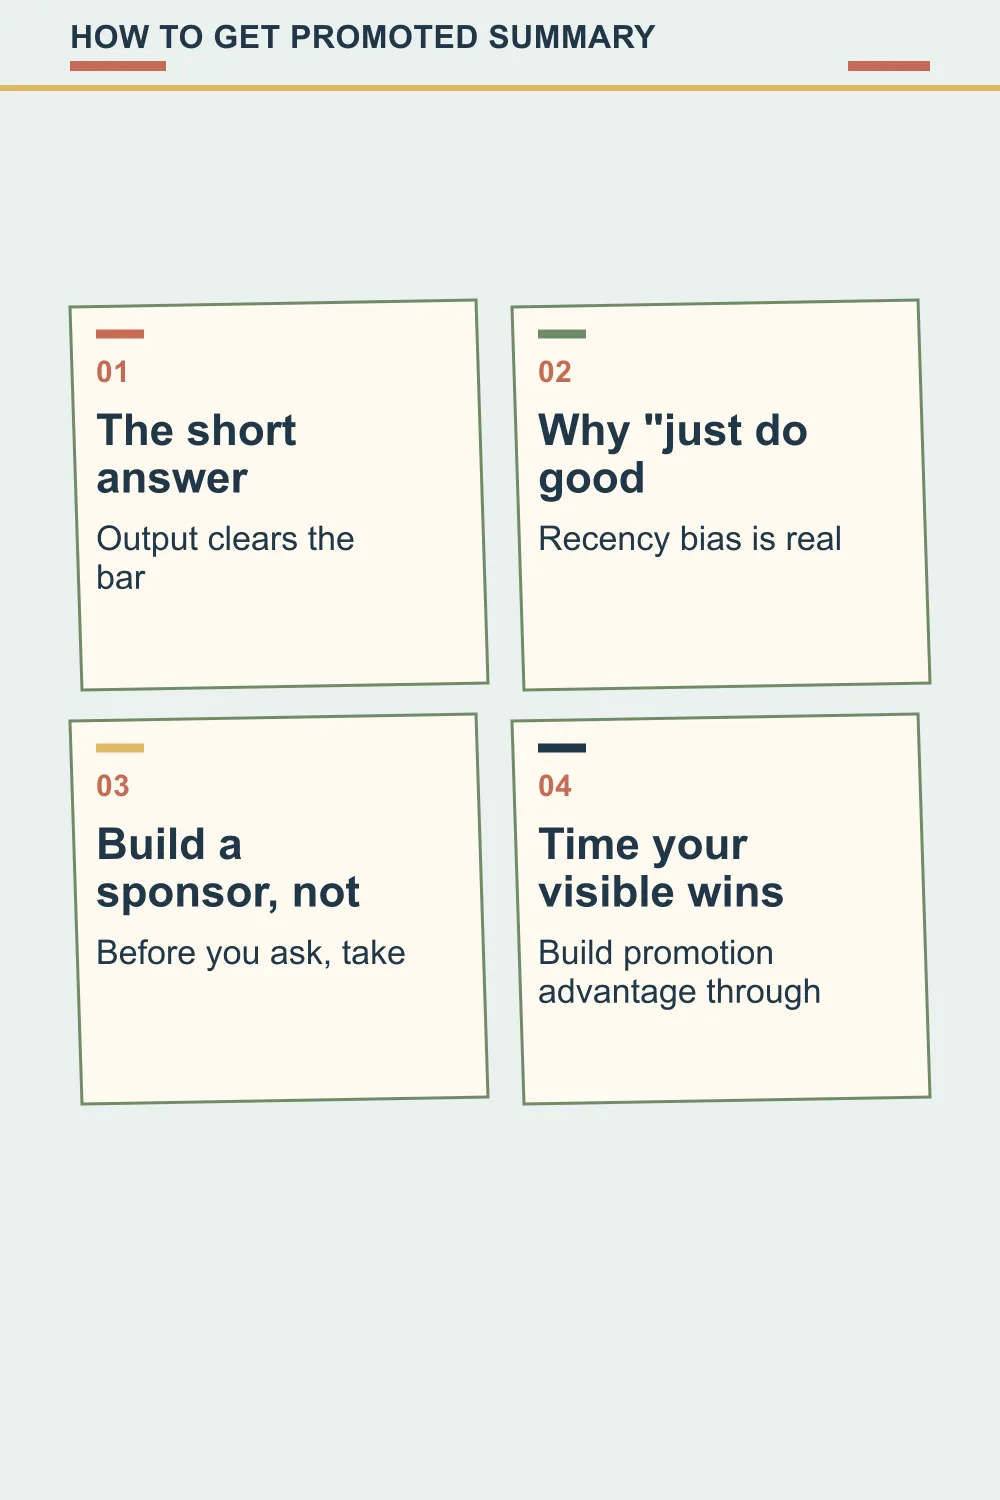 HOW TO GET PROMOTED SUMMARY
01
The short
answer
Output clears the
bar
02
Why "just do
good
Recency bias is real
03
Build a
sponsor, not
Before you ask, take
04
Time your
visible wins
Build promotion
advantage through